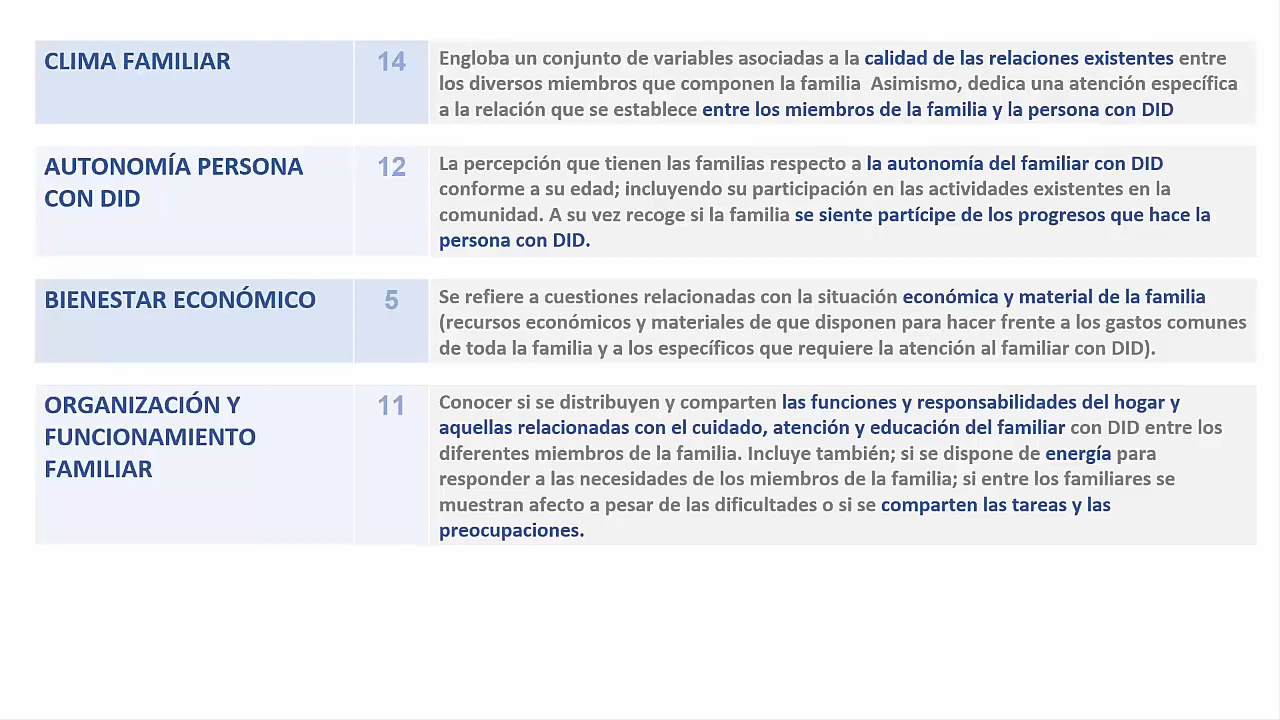 CLIMA FAMILIAR
14
Engloba un conjunto de variables asociadas a la calidad de las relaciones existentes entre
los diversos miembros que componen la familia Asimismo, dedica una atención específica
a la relación que se establece entre los miembros de la familia y la persona con DID
AUTONOMÍA PERSONA
CON DID
12
La percepción que tienen las familias respecto a la autonomía del familiar con DID
conforme a su edad; incluyendo su participación en las actividades existentes en la
comunidad. A su vez recoge si la familia se siente partícipe de los progresos que hace la
persona con DID.
BIENESTAR ECONÓMICO
5
Se refiere a cuestiones relacionadas con la situación económica y material de la familia
(recursos económicos y materiales de que disponen para hacer frente a los gastos comunes
de toda la familia y a los específicos que requiere la atención al familiar con DID).
ORGANIZACIÓN Y
FUNCIONAMIENTO
FAMILIAR
11
Conocer si se distribuyen y comparten las funciones y responsabilidades del hogar y
aquellas relacionadas con el cuidado, atención y educación del familiar con DID entre los
diferentes miembros de la familia. Incluye también; si se dispone de energía para
responder a las necesidades de los miembros de la familia; si entre los familiares se
muestran afecto a pesar de las dificultades o si se comparten las tareas y las
preocupaciones.